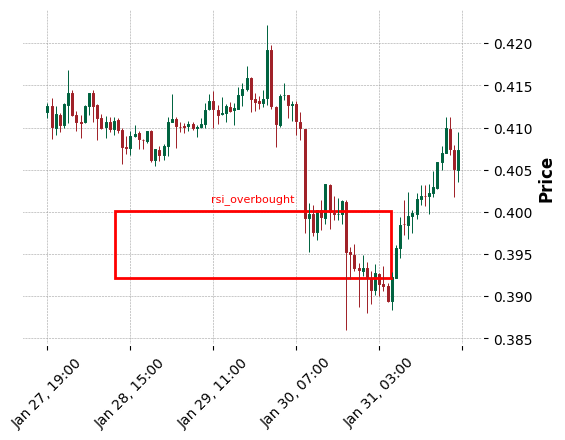 0.420
0.415
0.410
0.405
0.400
0.395
0.390
0.385
Price
rsi_overbought
Jan 27, 19:00
Jan 28, 15:00
Jan 29, 11:00
Jan 30, 07:00
Jan 31, 03:00